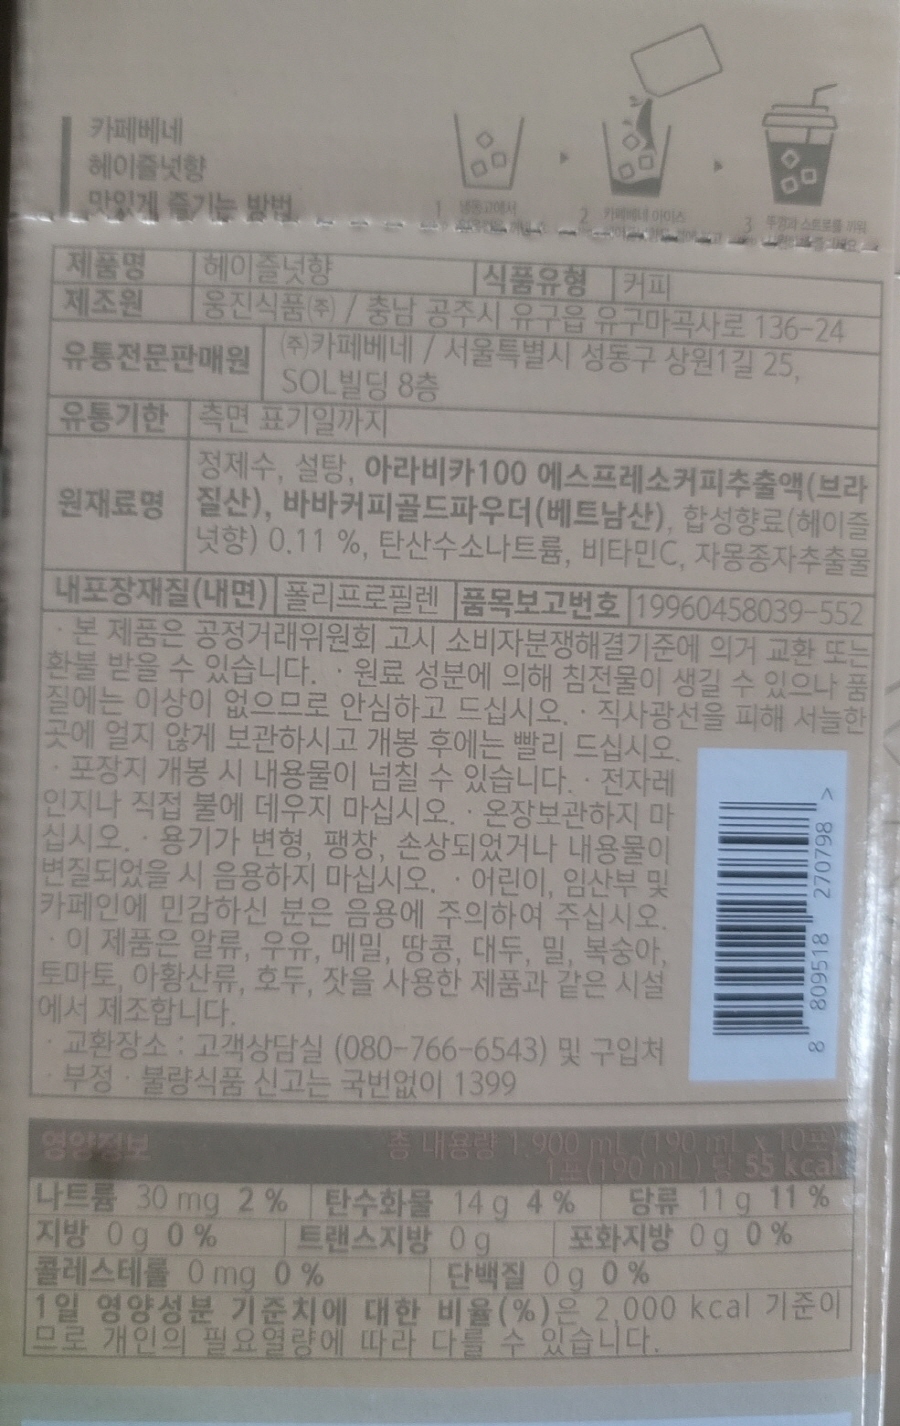 카페베네
헤이즐넛향
맛있게 즐기는 방법
1 냉동고에서
2 카페베네 아이스
3 뚜껑과 스트로를 끼워
제품명 헤이즐넛향 식품유형 커피
제조원 웅진식품(주) / 충남 공주시 유구읍 유구마곡사로 136-24
유통전문판매원 (주)카페베네 / 서울특별시 성동구 상원1길 25,
SOL빌딩 8층
유통기한 측면 표기일까지
원재료명 정제수, 설탕, 아라비카100 에스프레소커피추출액(브라
질산), 바바커피골드파우더(베트남산), 합성향료(헤이즐
넛향) 0.11 %, 탄산수소나트륨, 비타민C, 자몽종자추출물
내포장재질(내면) 폴리프로필렌 품목보고번호 19960458039-552
· 본 제품은 공정거래위원회 고시 소비자분쟁해결기준에 의거 교환 또는
환불 받을 수 있습니다. · 원료 성분에 의해 침전물이 생길 수 있으나 품
질에는 이상이 없으므로 안심하고 드십시오. · 직사광선을 피해 서늘한
곳에 얼지 않게 보관하시고 개봉 후에는 빨리 드십시오.
· 포장지 개봉 시 내용물이 넘칠 수 있습니다. · 전자레
인지나 직접 불에 데우지 마십시오. · 온장보관하지 마
십시오. · 용기가 변형, 팽창, 손상되었거나 내용물이
변질되었을 시 음용하지 마십시오. · 어린이, 임산부 및
카페인에 민감하신 분은 음용에 주의하여 주십시오.
· 이 제품은 알류, 우유, 메밀, 땅콩, 대두, 밀, 복숭아,
토마토, 아황산류, 호두, 잣을 사용한 제품과 같은 시설
에서 제조합니다.
· 교환장소 : 고객상담실 (080-766-6543) 및 구입처
· 부정 · 불량식품 신고는 국번없이 1399
8 809518 270798 >
영양정보 총 내용량 1,900 mL (190 mL x 10포)
1포(190 mL) 당 55 kcal
나트륨 30 mg 2 % 탄수화물 14 g 4 % 당류 11 g 11 %
지방 0 g 0 % 트랜스지방 0 g 포화지방 0 g 0 %
콜레스테롤 0 mg 0 % 단백질 0 g 0 %
1일 영양성분 기준치에 대한 비율(%)은 2,000 kcal 기준이
므로 개인의 필요열량에 따라 다를 수 있습니다.